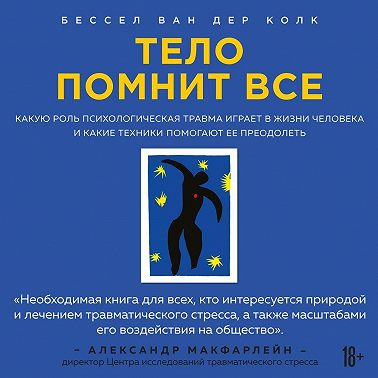 БЕССЕЛ ВАН ДЕР КОЛК
ТЕЛО
ПОМНИТ ВСЕ
КАКУЮ РОЛЬ ПСИХОЛОГИЧЕСКАЯ ТРАВМА ИГРАЕТ В ЖИЗНИ ЧЕЛОВЕКА
И КАКИЕ ТЕХНИКИ ПОМОГАЮТ ЕЕ ПРЕОДОЛЕТЬ
«Необходимая книга для всех, кто интересуется природой
и лечением травматического стресса, а также масштабами
его воздействия на общество».
– АЛЕКСАНДР МАКФАРЛЕЙН –
директор Центра исследований травматического стресса
18+